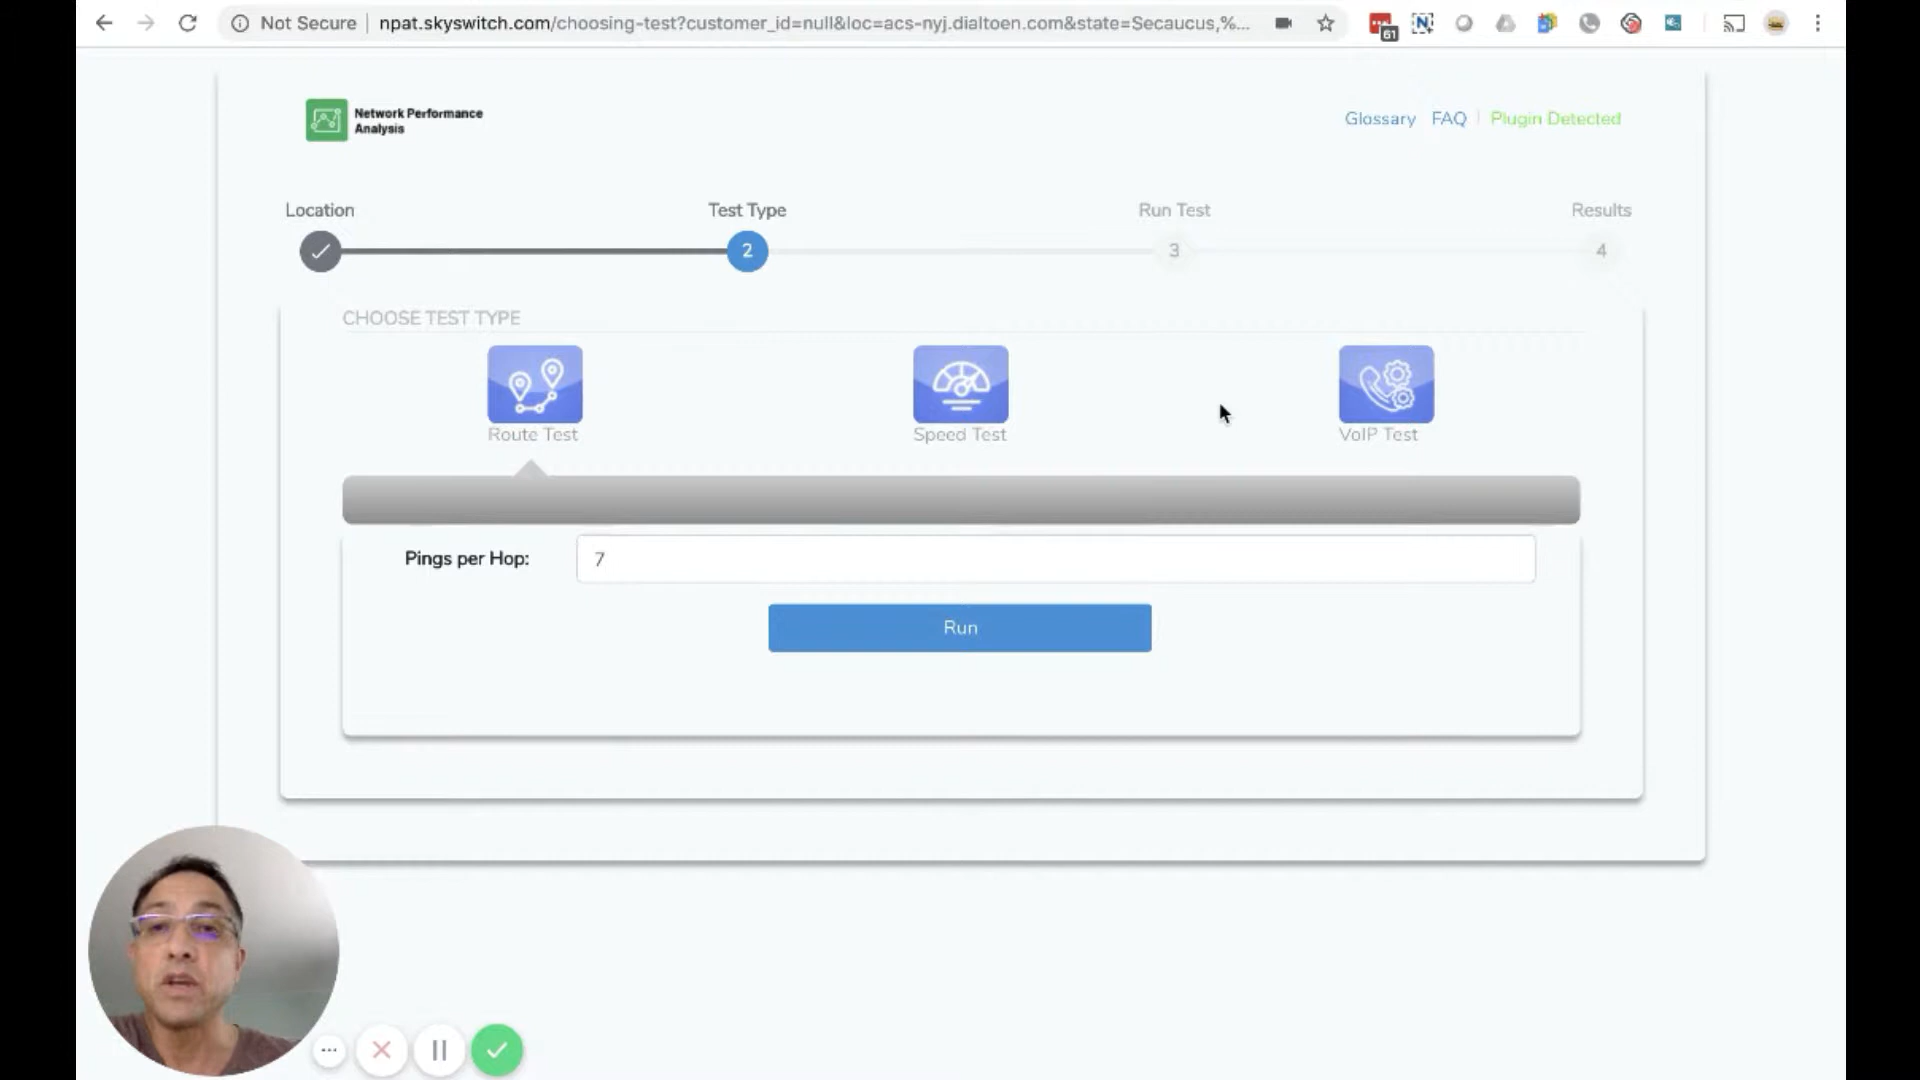 Not Secure | npat.skyswitch.com/choosing-test?customer_id=null&loc=acs-nyj.dialtoen.com&state=Secaucus,%...
61
N
Network Performance
Analysis
Glossary FAQ Plugin Detected
Location Test Type Run Test Results
2 3 4
CHOOSE TEST TYPE
Route Test Speed Test VoIP Test
Pings per Hop: 7
Run